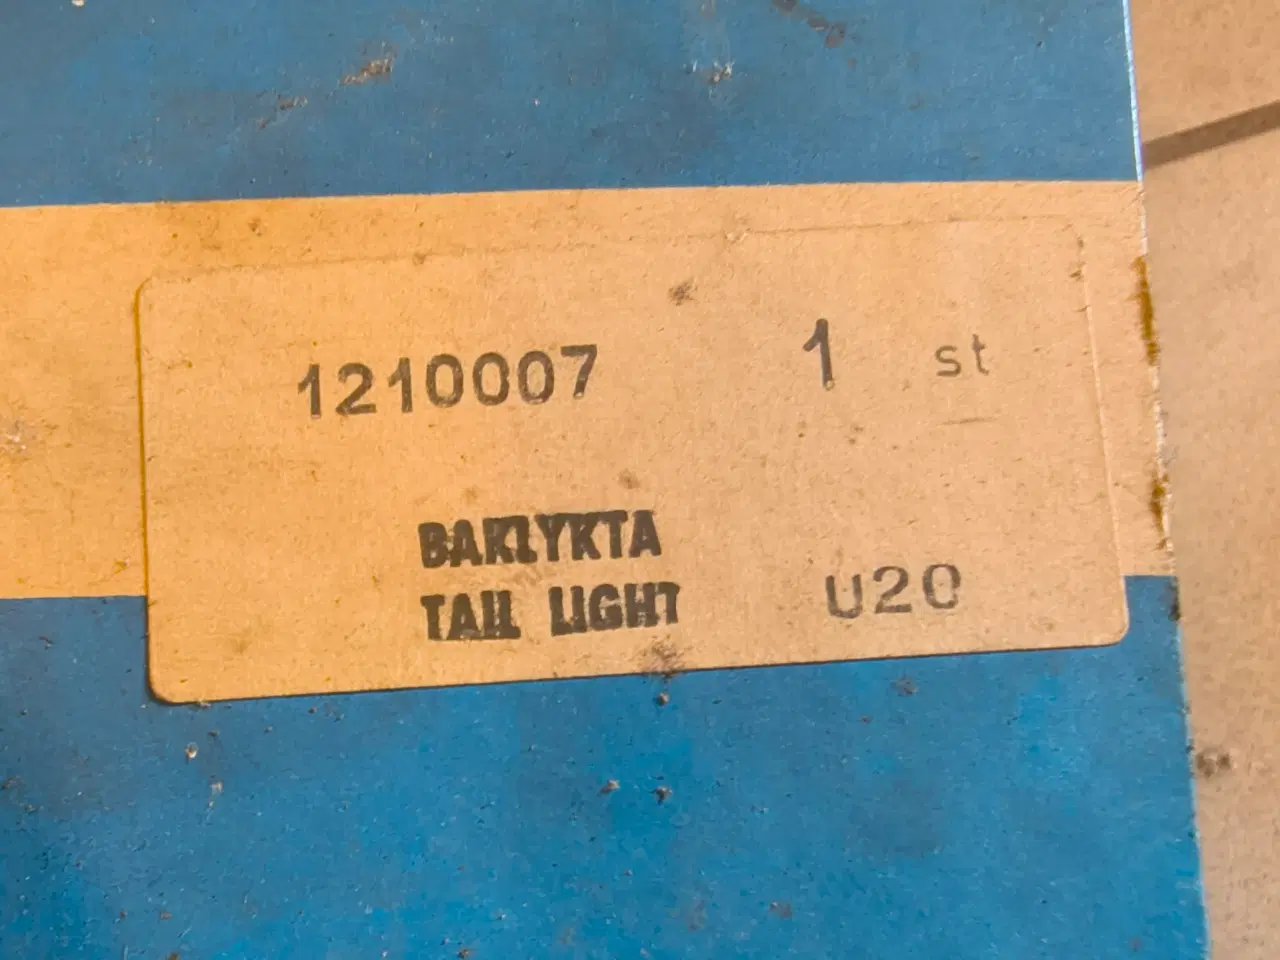 1210007 1 st
BAKLYKTA
TAIL LIGHT U20